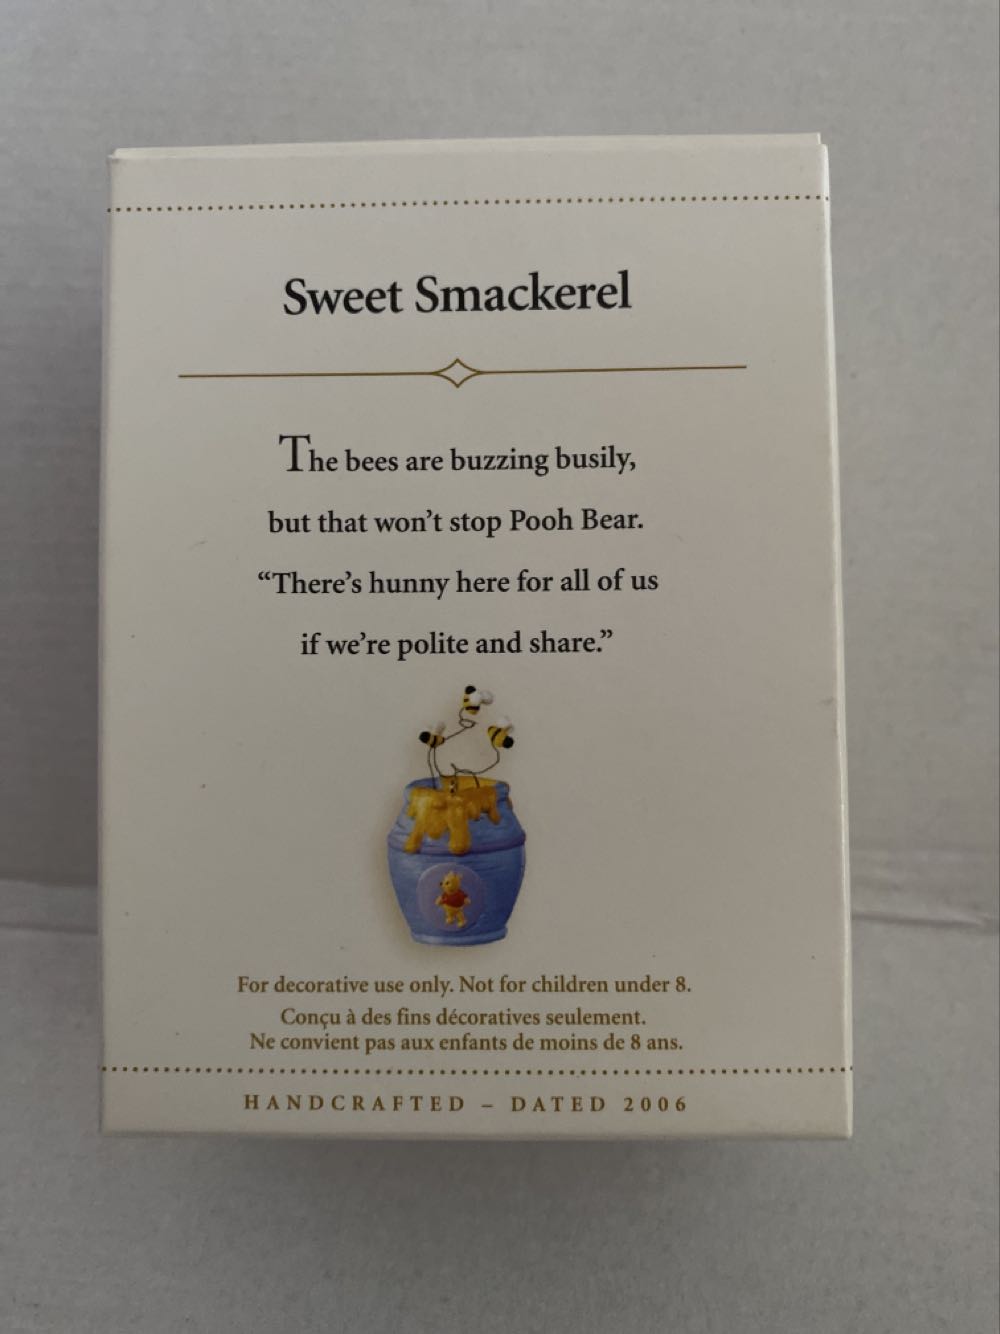 Sweet Smackerel
The bees are buzzing busily,
but that won't stop Pooh Bear.
“There's hunny here for all of us
if we're polite and share.”
For decorative use only. Not for children under 8.
Conçu à des fins décoratives seulement.
Ne convient pas aux enfants de moins de 8 ans.
HANDCRAFTED – DATED 2006